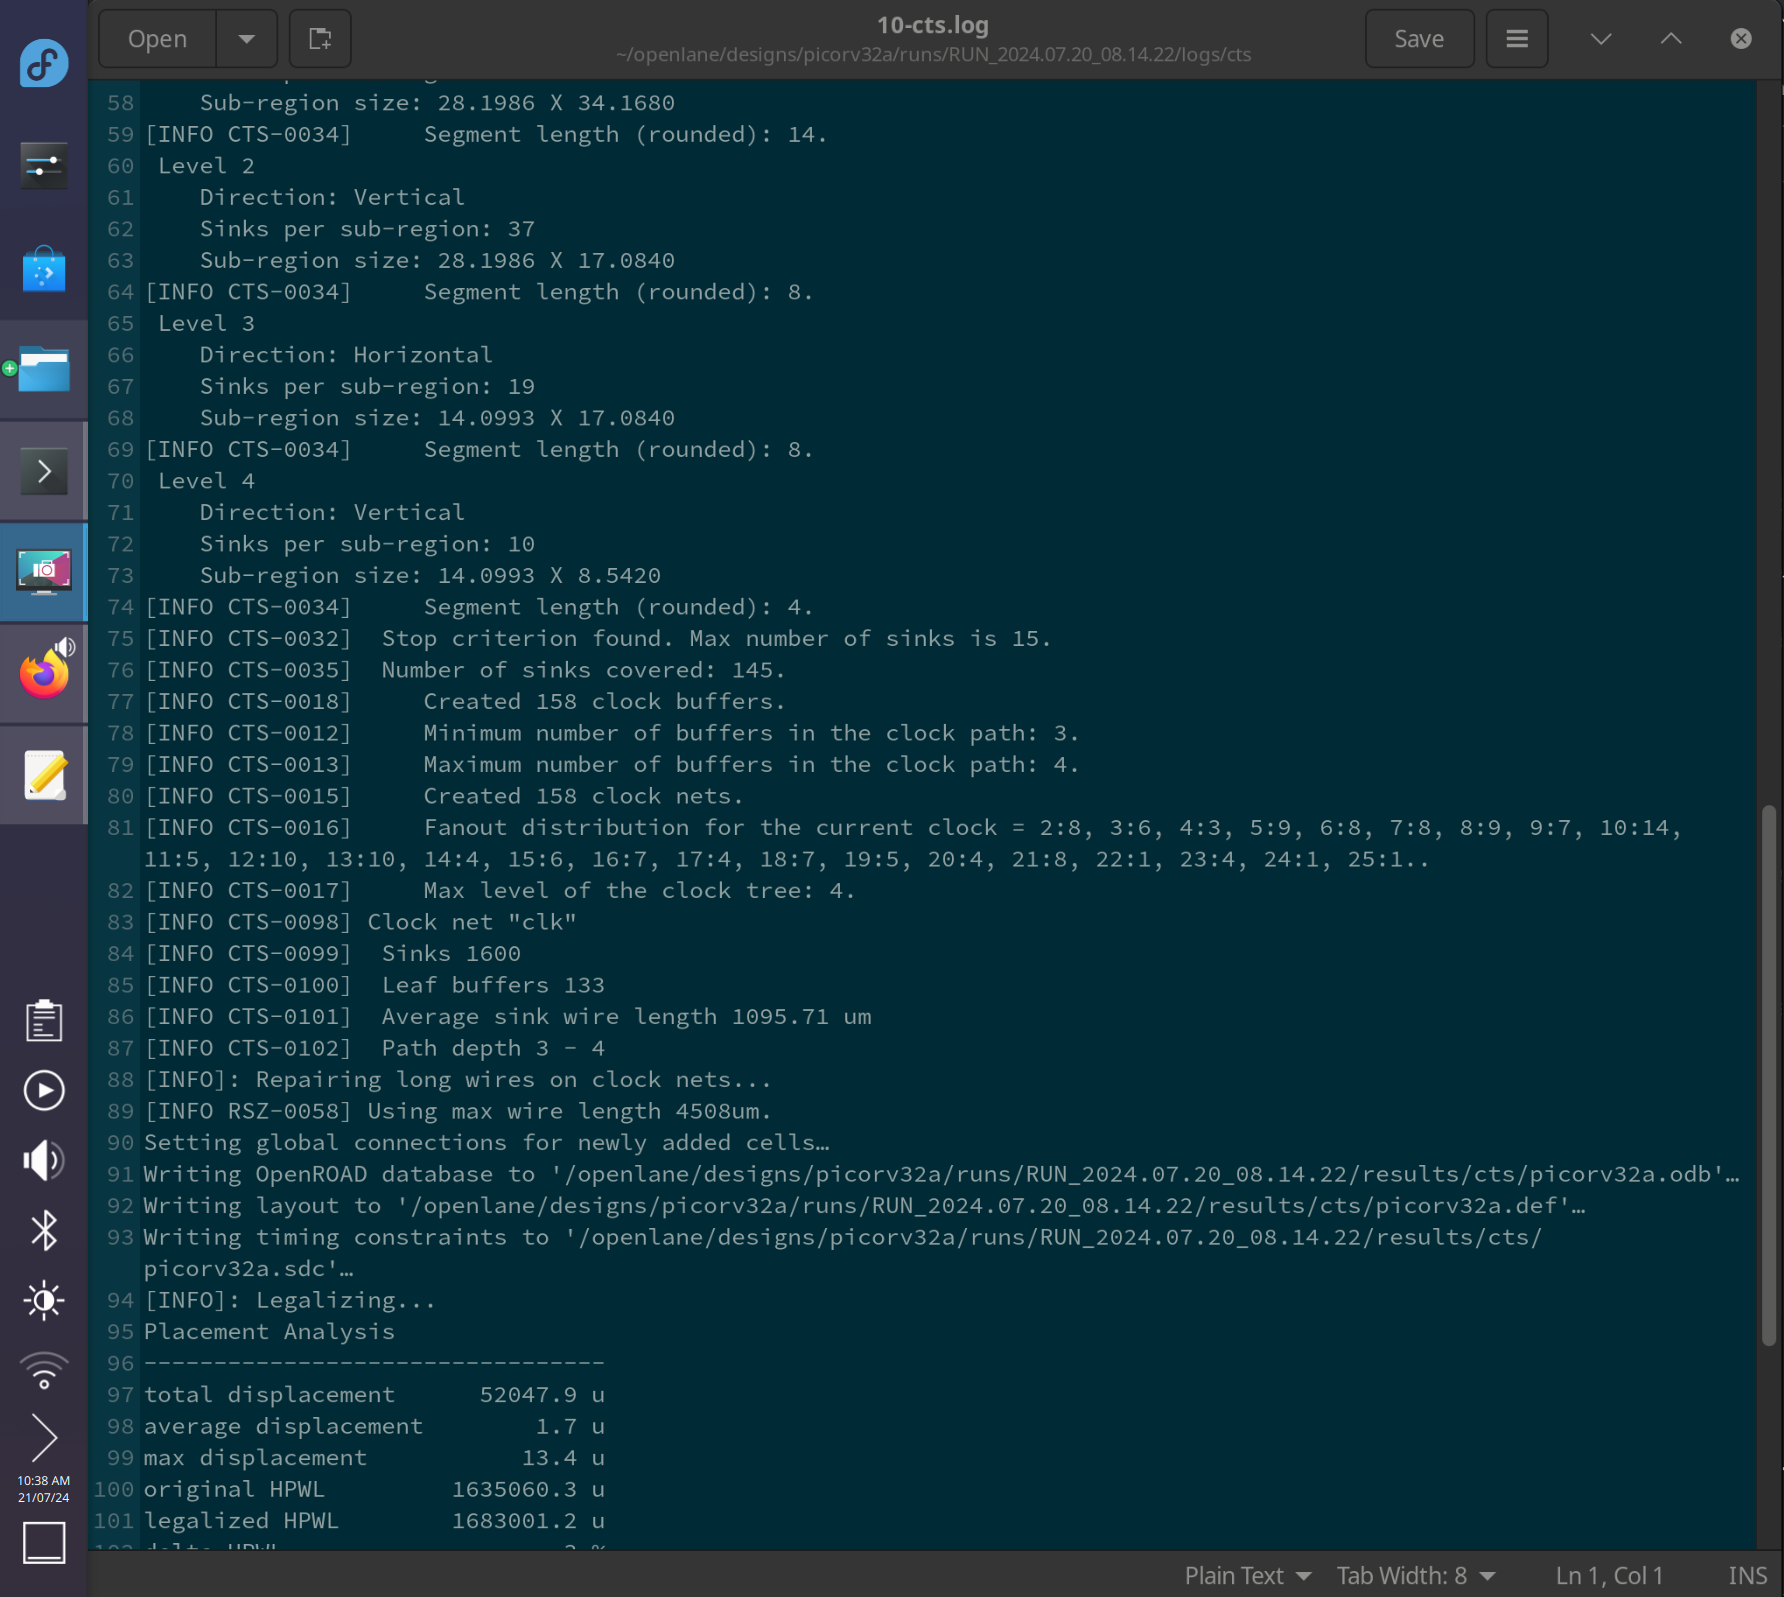 Open
10-cts.log
~/openlane/designs/picorv32a/runs/RUN_2024.07.20_08.14.22/logs/cts
Save
58     Sub-region size: 28.1986 X 34.1680
59 [INFO CTS-0034]     Segment length (rounded): 14.
60  Level 2
61     Direction: Vertical
62     Sinks per sub-region: 37
63     Sub-region size: 28.1986 X 17.0840
64 [INFO CTS-0034]     Segment length (rounded): 8.
65  Level 3
66     Direction: Horizontal
67     Sinks per sub-region: 19
68     Sub-region size: 14.0993 X 17.0840
69 [INFO CTS-0034]     Segment length (rounded): 8.
70  Level 4
71     Direction: Vertical
72     Sinks per sub-region: 10
73     Sub-region size: 14.0993 X 8.5420
74 [INFO CTS-0034]     Segment length (rounded): 4.
75 [INFO CTS-0032]  Stop criterion found. Max number of sinks is 15.
76 [INFO CTS-0035]  Number of sinks covered: 145.
77 [INFO CTS-0018]     Created 158 clock buffers.
78 [INFO CTS-0012]     Minimum number of buffers in the clock path: 3.
79 [INFO CTS-0013]     Maximum number of buffers in the clock path: 4.
80 [INFO CTS-0015]     Created 158 clock nets.
81 [INFO CTS-0016]     Fanout distribution for the current clock = 2:8, 3:6, 4:3, 5:9, 6:8, 7:8, 8:9, 9:7, 10:14,
11:5, 12:10, 13:10, 14:4, 15:6, 16:7, 17:4, 18:7, 19:5, 20:4, 21:8, 22:1, 23:4, 24:1, 25:1..
82 [INFO CTS-0017]     Max level of the clock tree: 4.
83 [INFO CTS-0098] Clock net "clk"
84 [INFO CTS-0099]  Sinks 1600
85 [INFO CTS-0100]  Leaf buffers 133
86 [INFO CTS-0101]  Average sink wire length 1095.71 um
87 [INFO CTS-0102]  Path depth 3 - 4
88 [INFO]: Repairing long wires on clock nets...
89 [INFO RSZ-0058] Using max wire length 4508um.
90 Setting global connections for newly added cells…
91 Writing OpenROAD database to '/openlane/designs/picorv32a/runs/RUN_2024.07.20_08.14.22/results/cts/picorv32a.odb'…
92 Writing layout to '/openlane/designs/picorv32a/runs/RUN_2024.07.20_08.14.22/results/cts/picorv32a.def'…
93 Writing timing constraints to '/openlane/designs/picorv32a/runs/RUN_2024.07.20_08.14.22/results/cts/
picorv32a.sdc'…
94 [INFO]: Legalizing...
95 Placement Analysis
96 ---------------------------------
97 total displacement      52047.9 u
98 average displacement        1.7 u
99 max displacement           13.4 u
100 original HPWL         1635060.3 u
101 legalized HPWL        1683001.2 u
10:38 AM
21/07/24
Plain Text
Tab Width: 8
Ln 1, Col 1
INS